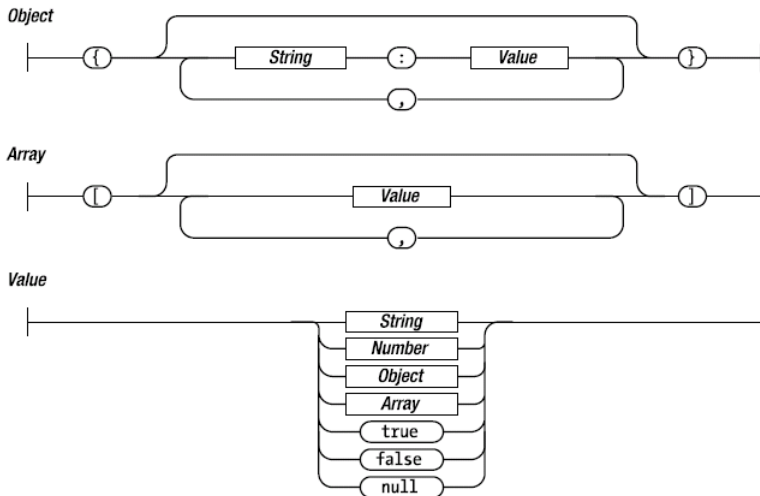 Object
{ String : Value }
,
Array
[ Value ]
,
Value
String
Number
Object
Array
true
false
null